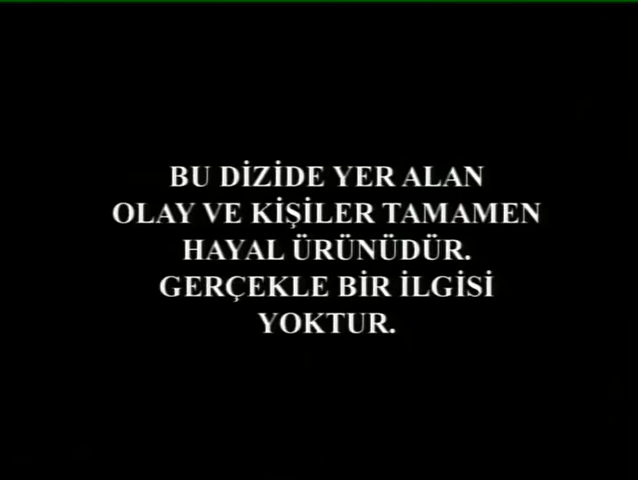 BU DİZİDE YER ALAN
OLAY VE KİŞİLER TAMAMEN
HAYAL ÜRÜNÜDÜR.
GERÇEKLE BİR İLGİSİ
YOKTUR.